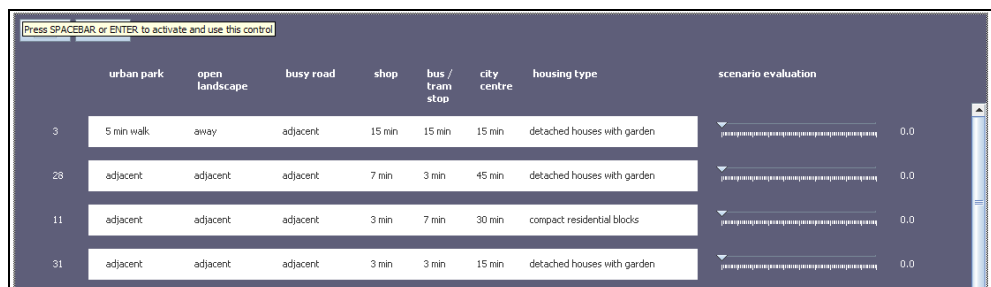 Press SPACEBAR or ENTER to activate and use this control
urban park open landscape busy road shop bus / tram stop city centre housing type scenario evaluation
3 5 min walk away adjacent 15 min 15 min 15 min detached houses with garden 0.0
28 adjacent adjacent adjacent 7 min 3 min 45 min detached houses with garden 0.0
11 adjacent adjacent adjacent 3 min 7 min 30 min compact residential blocks 0.0
31 adjacent adjacent adjacent 3 min 3 min 15 min detached houses with garden 0.0